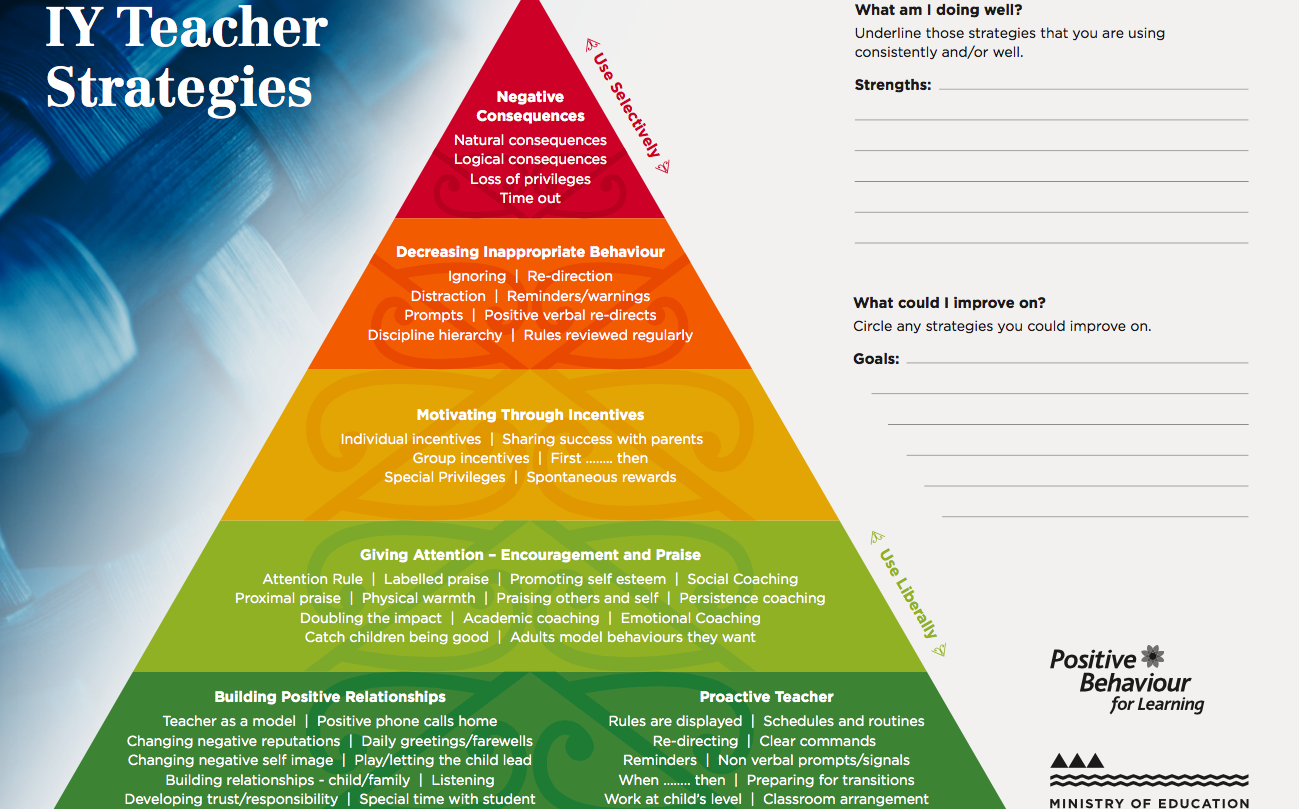 IY Teacher
Strategies
Negative
Consequences
Natural consequences
Logical consequences
Loss of privileges
Time out
Use Selectively
Decreasing Inappropriate Behaviour
Ignoring | Re-direction
Distraction | Reminders/warnings
Prompts | Positive verbal re-directs
Discipline hierarchy | Rules reviewed regularly
Motivating Through Incentives
Individual incentives | Sharing success with parents
Group incentives | First ........ then
Special Privileges | Spontaneous rewards
Giving Attention – Encouragement and Praise
Attention Rule | Labelled praise | Promoting self esteem | Social Coaching
Proximal praise | Physical warmth | Praising others and self | Persistence coaching
Doubling the impact | Academic coaching | Emotional Coaching
Catch children being good | Adults model behaviours they want
Use Liberally
Building Positive Relationships
Teacher as a model | Positive phone calls home
Changing negative reputations | Daily greetings/farewells
Changing negative self image | Play/letting the child lead
Building relationships - child/family | Listening
Developing trust/responsibility | Special time with student
Proactive Teacher
Rules are displayed | Schedules and routines
Re-directing | Clear commands
Reminders | Non verbal prompts/signals
When ........ then | Preparing for transitions
Work at child's level | Classroom arrangement
What am I doing well?
Underline those strategies that you are using
consistently and/or well.
Strengths:
What could I improve on?
Circle any strategies you could improve on.
Goals:
Positive
Behaviour
for Learning
MINISTRY OF EDUCATION